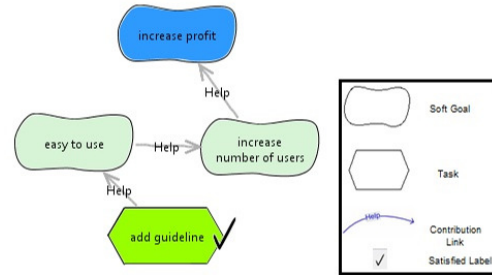 increase profit
Help
easy to use
Help
increase
number of users
Help
add guideline
Soft Goal
Task
Help
Contribution
Link
Satisfied Label